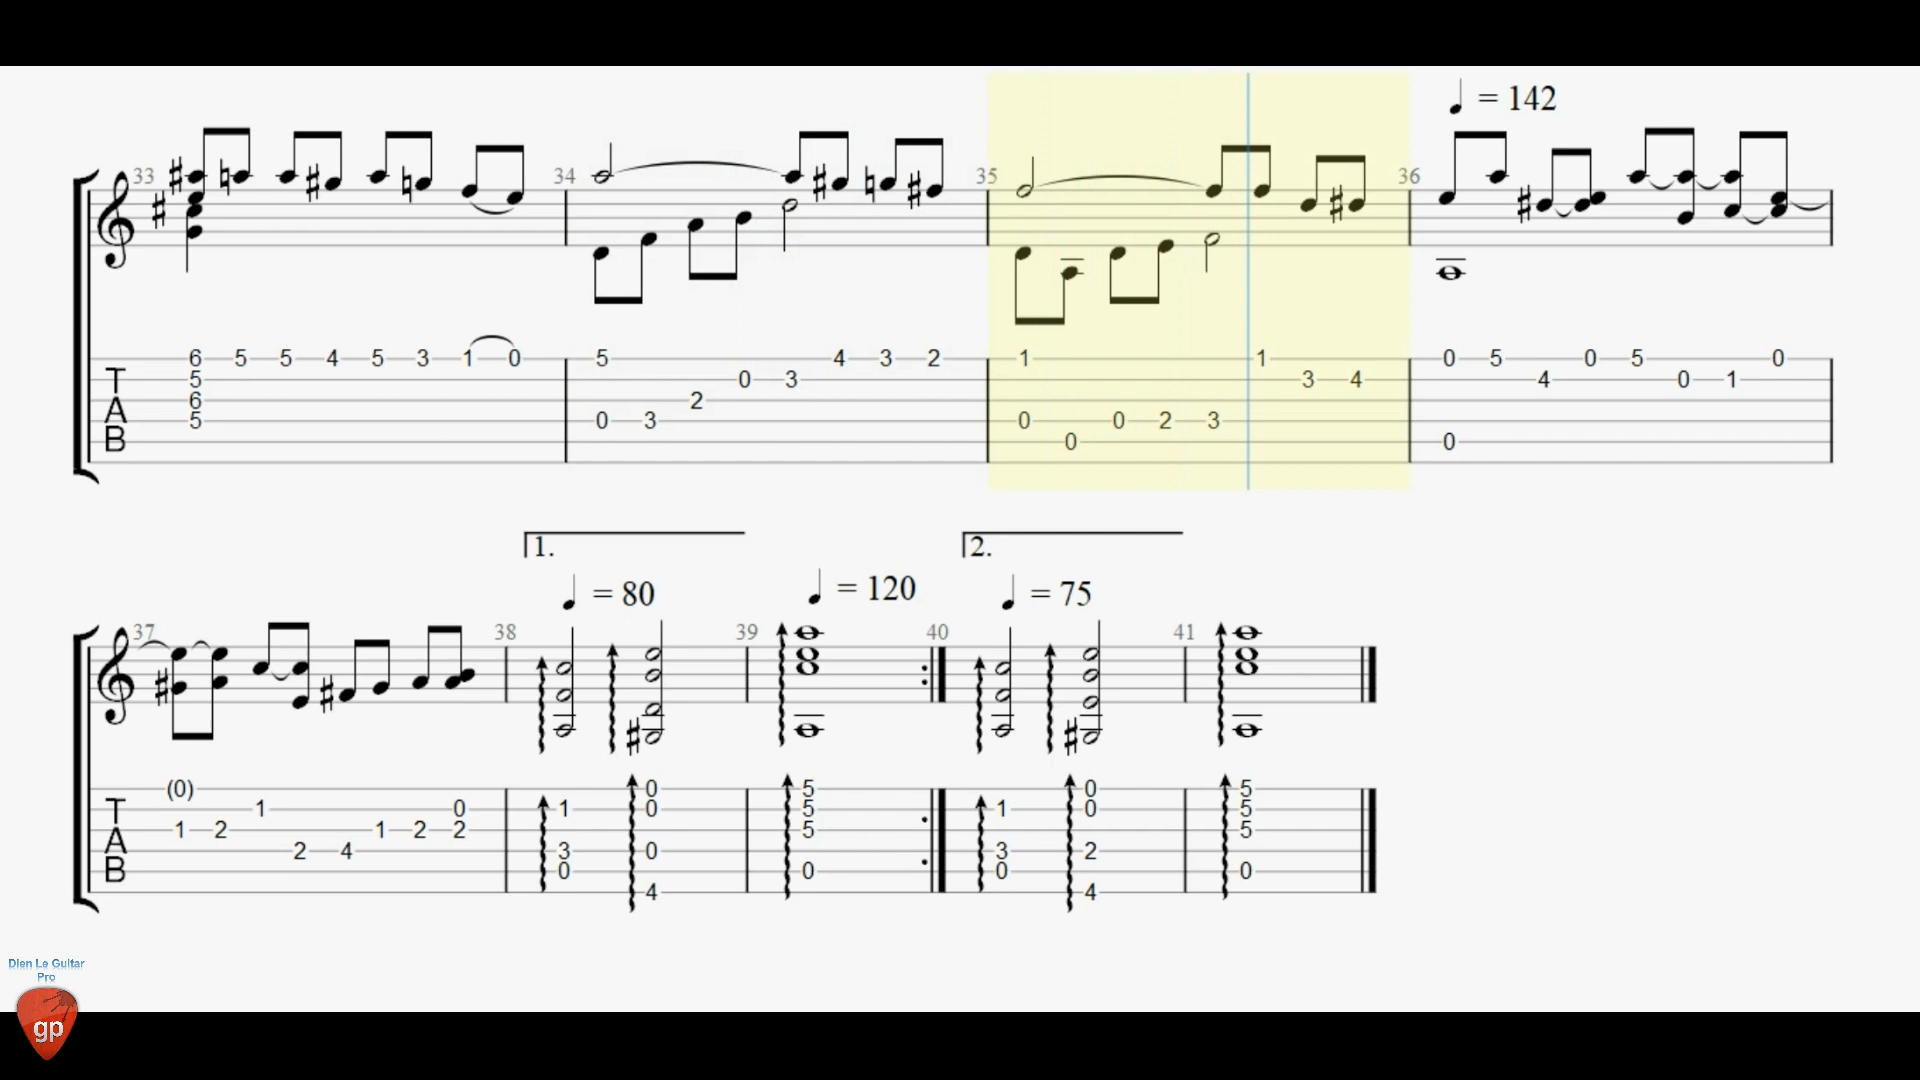 = 142
33 34 35 36
T 6 5 5 4 5 3 1 0 5 4 3 2 1 1 0 5 0 5 0
5 0 3 3 4 4 0 1
A 6 2
5 0 3 0 0 2 3
B 0 0
1. 2.
= 80 = 120 = 75
37 38 39 40 41
(0) 0 5 0 5
T 1 0 1 0 5 1 0 5
1 2 1 2 2 5 5
A 2 4 3 0 3 2
B 0 0 0 0
4 4
Dien Le Guitar
Pro
gp